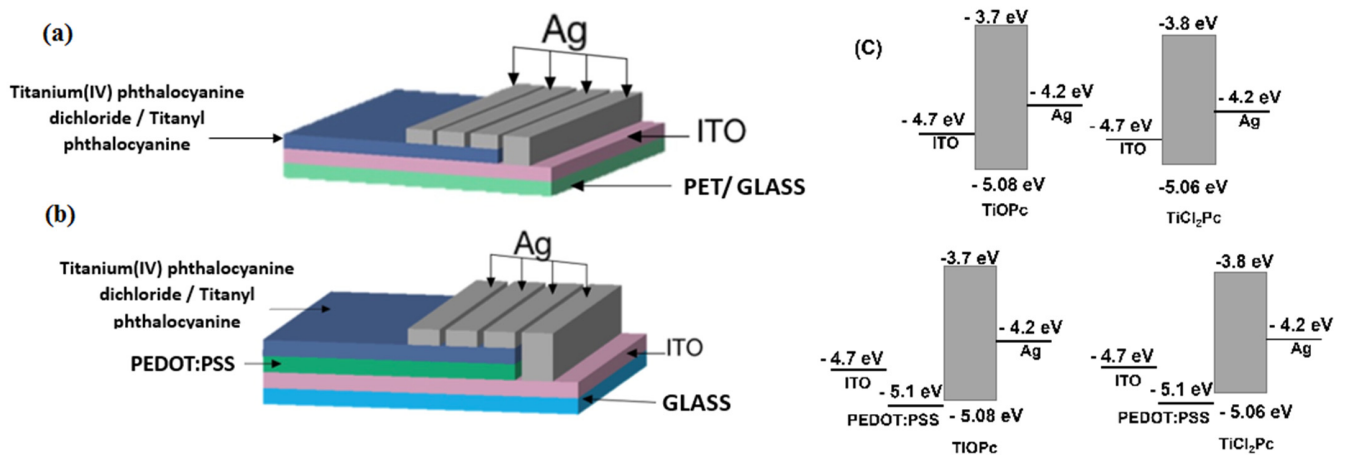 (a)
Ag
Titanium(IV) phthalocyanine
dichloride / Titanyl
phthalocyanine
ITO
PET/ GLASS
(b)
Ag
Titanium(IV) phthalocyanine
dichloride / Titanyl
phthalocyanine
PEDOT:PSS
ITO
GLASS
(C)
- 3.7 eV
- 4.7 eV
ITO
- 4.2 eV
Ag
- 5.08 eV
TiOPc
-3.8 eV
- 4.7 eV
ITO
- 4.2 eV
Ag
-5.06 eV
TiCl₂Pc
-3.7 eV
- 4.7 eV
ITO
- 5.1 eV
PEDOT:PSS
- 4.2 eV
Ag
- 5.08 eV
TIOPc
-3.8 eV
- 4.7 eV
ITO
- 5.1 eV
PEDOT:PSS
- 4.2 eV
Ag
- 5.06 eV
TiCl₂Pc